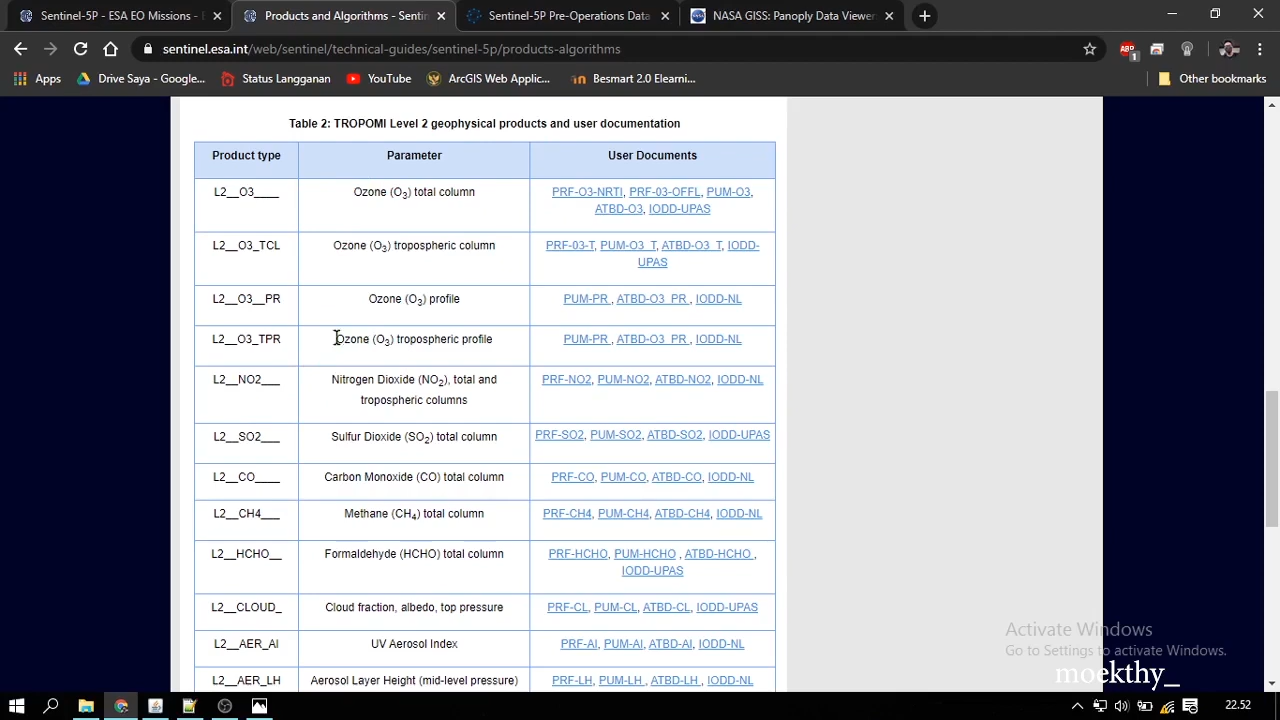 Sentinel-5P - ESA EO Missions -
Products - Parameters -
Sentinel-5P - Operations Data P
NASA GISS: Panoply Data Viewer
22.53
sentinel.esa.int/web/sentinel/technical-guides/sentinel-5p/products-algorithms
Apps
Drive Saya - Google...
Status Langganan
YouTube
ArcGIS Web Applic...
Besmart 2.0 Elearni...
Other bookmarks
Table 2: TROPOMI Level 2 geophysical products and user documentation
Product type Parameter User Documents
L2__O3____ Ozone (O3) total column PRF-O3-NRTI, PRF-03-OFFL, PUM-O3,
ATBD-O3, IODD-UPAS
L2__O3_TCL Ozone (O3) tropospheric column PRF-03-T, PUM-O3_T, ATBD-O3_T, IODD-
UPAS
L2__O3__PR Ozone (O3) profile PUM-PR , ATBD-O3_PR , IODD-NL
L2__O3_TPR Ozone (O3) tropospheric profile PUM-PR , ATBD-O3_PR , IODD-NL
L2__NO2___ Nitrogen Dioxide (NO2), total and PRF-NO2, PUM-NO2, ATBD-NO2, IODD-NL
tropospheric columns
L2__SO2___ Sulfur Dioxide (SO2) total column PRF-SO2, PUM-SO2, ATBD-SO2, IODD-UPAS
L2__CO____ Carbon Monoxide (CO) total column PRF-CO, PUM-CO, ATBD-CO, IODD-NL
L2__CH4___ Methane (CH4) total column PRF-CH4, PUM-CH4, ATBD-CH4, IODD-NL
L2__HCHO__ Formaldehyde (HCHO) total column PRF-HCHO, PUM-HCHO , ATBD-HCHO ,
IODD-UPAS
L2__CLOUD_ Cloud fraction, albedo, top pressure PRF-CL, PUM-CL, ATBD-CL, IODD-UPAS
L2__AER_AI UV Aerosol Index PRF-AI, PUM-AI, ATBD-AI, IODD-NL
L2__AER_LH Aerosol Layer Height (mid-level pressure) PRF-LH, PUM-LH , ATBD-LH , IODD-NL
Activate Windows
Go to Settings to activate Windows.
moekthy_
22.52